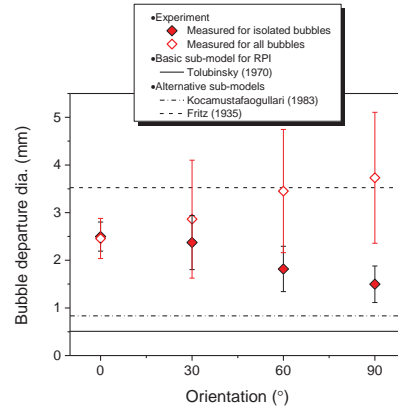 •Experiment
Measured for isolated bubbles
Measured for all bubbles
•Basic sub-model for RPI
Tolubinsky (1970)
•Alternative sub-models
Kocamustafaogullari (1983)
Fritz (1935)
5
4
3
2
1
0
Bubble departure dia. (mm)
0 30 60 90
Orientation (°)